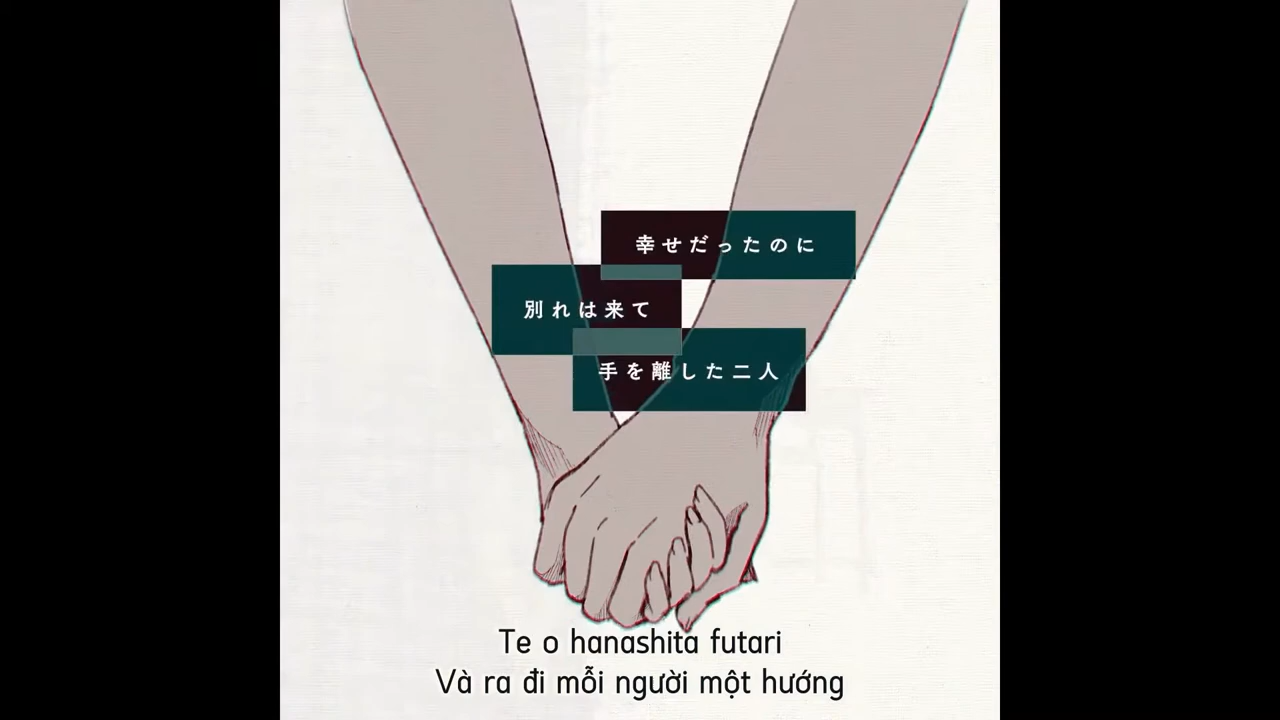 幸せだったのに
別れは来て
手を離した二人
Te o hanashita futari
Và ra đi mỗi người một hướng